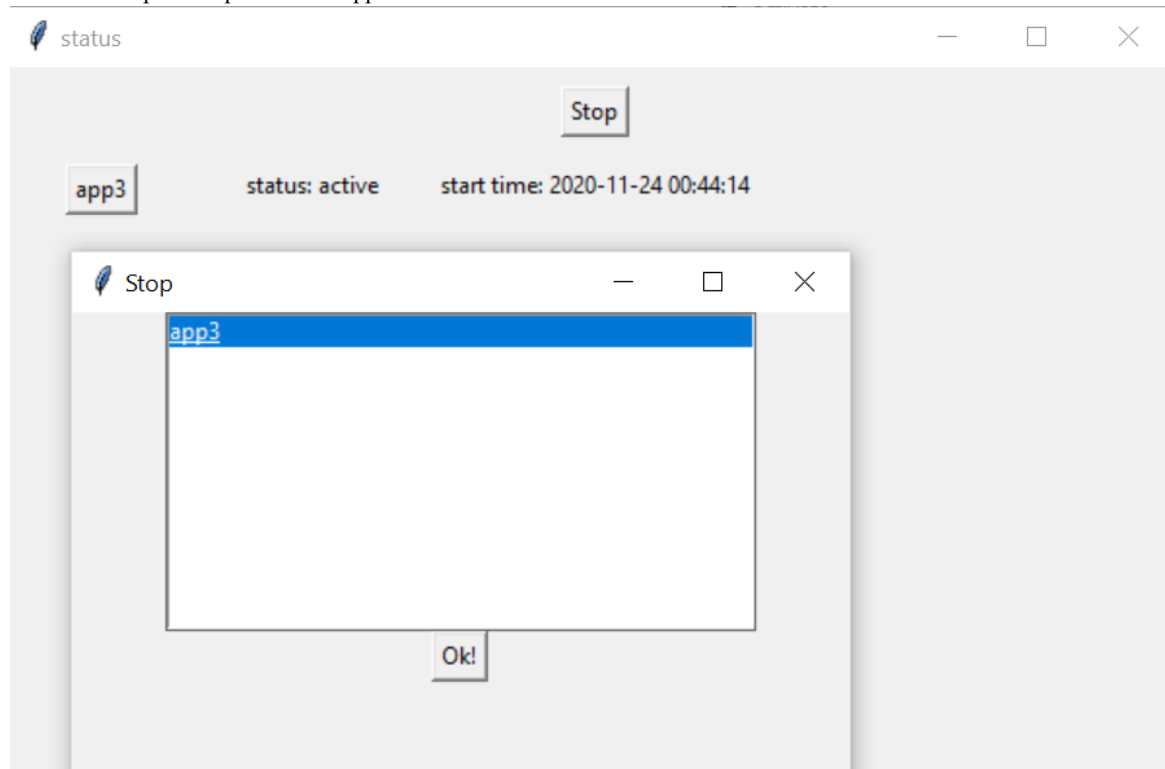 status
Stop
app3 status: active start time: 2020-11-24 00:44:14
Stop
app3
Ok!